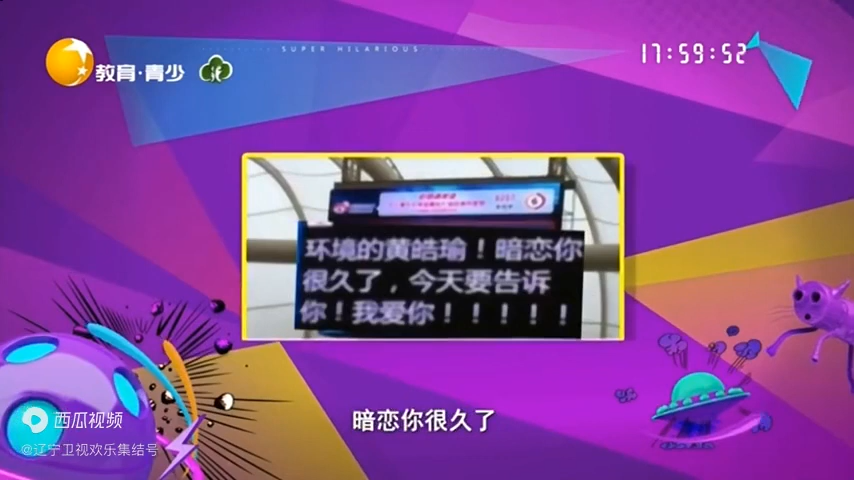 SUPER HILARIOUS
17:59:52
教育·青少
环境的黄皓瑜！暗恋你
很久了，今天要告诉
你！我爱你！！！！！
暗恋你很久了
西瓜视频
@辽宁卫视欢乐集结号